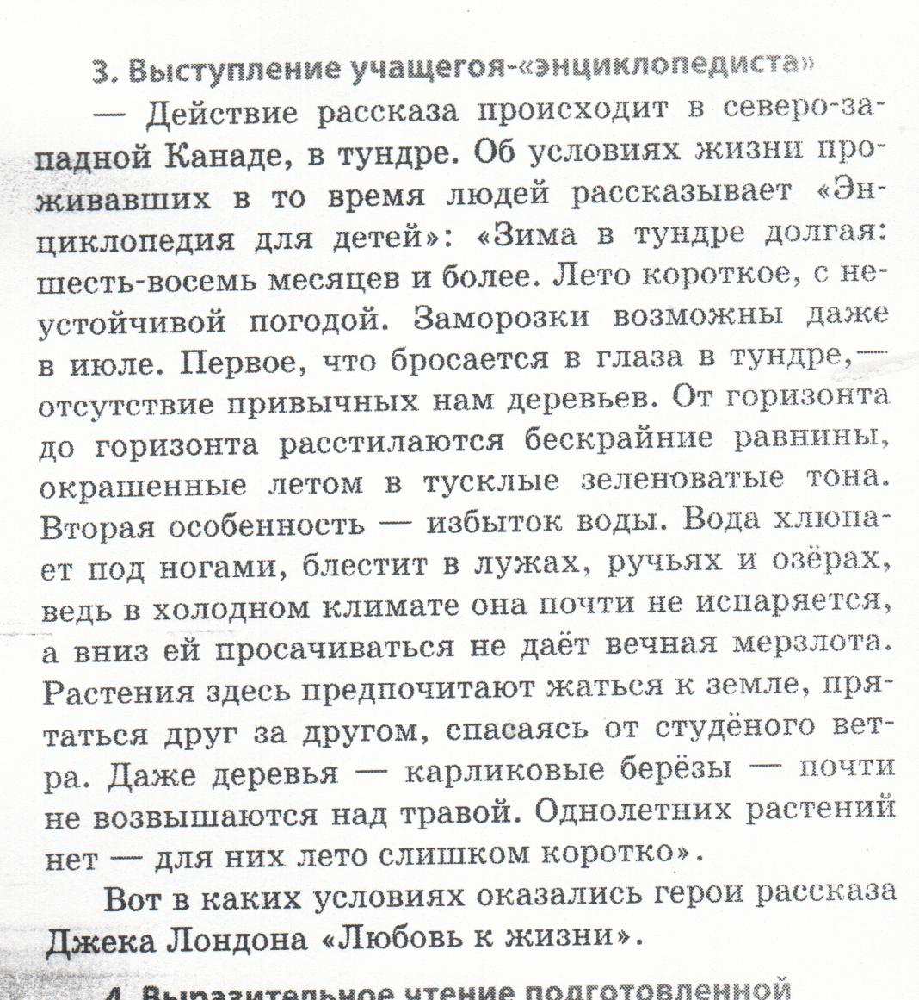 3. Выступление учащегоя-«энциклопедиста»
— Действие рассказа происходит в северо-за-
падной Канаде, в тундре. Об условиях жизни про-
живавших в то время людей рассказывает «Эн-
циклопедия для детей»: «Зима в тундре долгая:
шесть-восемь месяцев и более. Лето короткое, с не-
устойчивой погодой. Заморозки возможны даже
в июле. Первое, что бросается в глаза в тундре,—
отсутствие привычных нам деревьев. От горизонта
до горизонта расстилаются бескрайние равнины,
окрашенные летом в тусклые зеленоватые тона.
Вторая особенность — избыток воды. Вода хлюпа-
ет под ногами, блестит в лужах, ручьях и озёрах,
ведь в холодном климате она почти не испаряется,
а вниз ей просачиваться не даёт вечная мерзлота.
Растения здесь предпочитают жаться к земле, пря-
таться друг за другом, спасаясь от студёного вет-
ра. Даже деревья — карликовые берёзы — почти
не возвышаются над травой. Однолетних растений
нет — для них лето слишком коротко».
Вот в каких условиях оказались герои рассказа
Джека Лондона «Любовь к жизни».
4. Выразительное чтение подготовленной